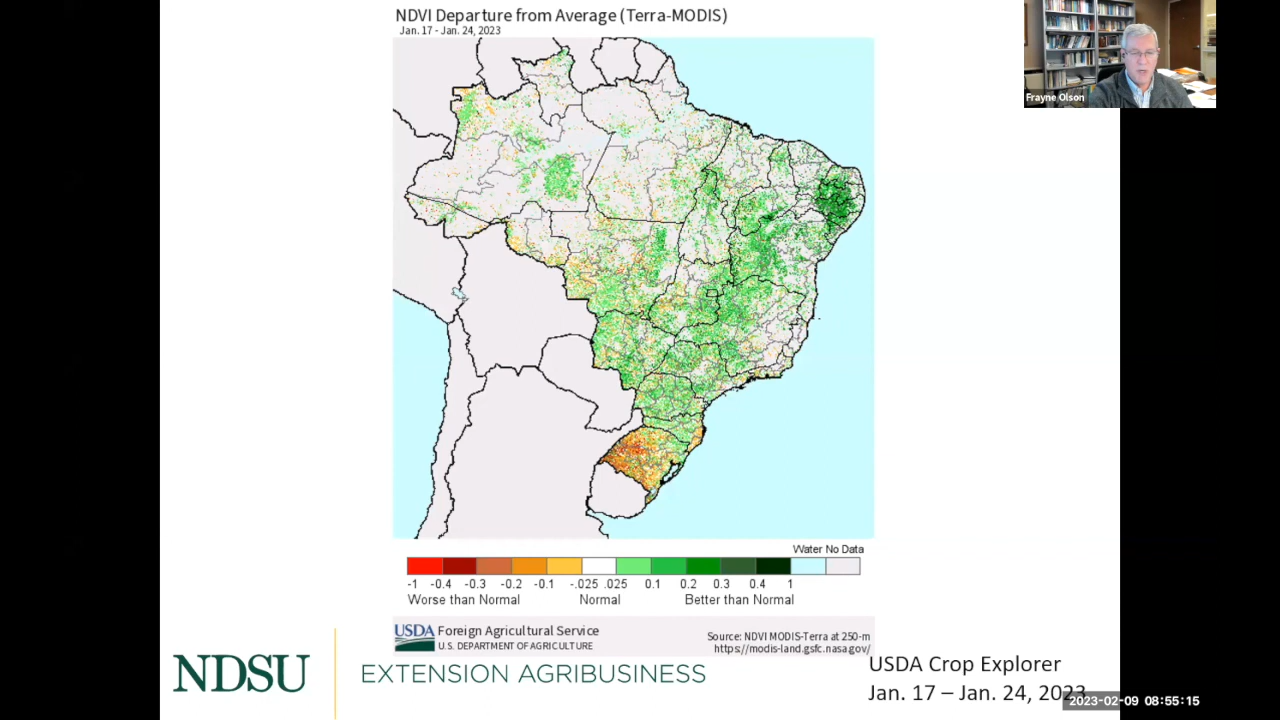 NDVI Departure from Average (Terra-MODIS)
Jan. 17 - Jan. 24, 2023
Frayne Olson
Water No Data
-1 -0.4 -0.3 -0.2 -0.1 -.025 .025 0.1 0.2 0.3 0.4 1
Worse than Normal Normal Better than Normal
USDA Foreign Agricultural Service
U.S. DEPARTMENT OF AGRICULTURE
Source: NDVI MODIS-Terra at 250-m
https://modis-land.gsfc.nasa.gov/
NDSU EXTENSION AGRIBUSINESS
USDA Crop Explorer
Jan. 17 – Jan. 24, 2023
2023-02-09 08:55:15